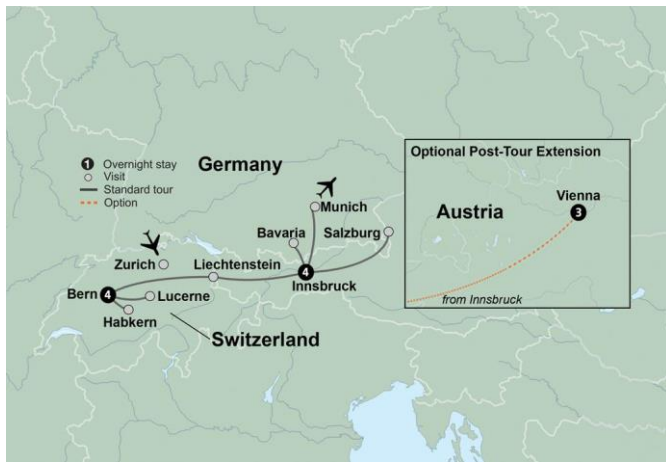 1 Overnight stay
Visit
Standard tour
Option
Germany
Optional Post-Tour Extension
Vienna
3
Austria
from Innsbruck
Munich
Bavaria
Salzburg
Zurich
Liechtenstein
4
Innsbruck
Bern 4
Lucerne
Habkern
Switzerland